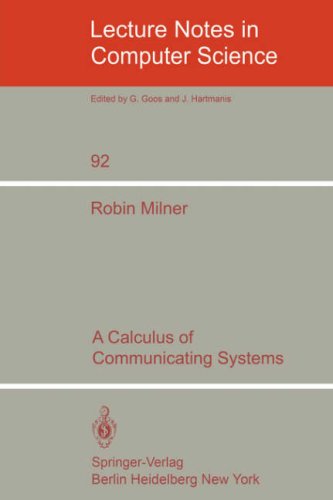 Lecture Notes in
Computer Science
Edited by G. Goos and J. Hartmanis
92
Robin Milner
A Calculus of
Communicating Systems
Springer-Verlag
Berlin Heidelberg New York